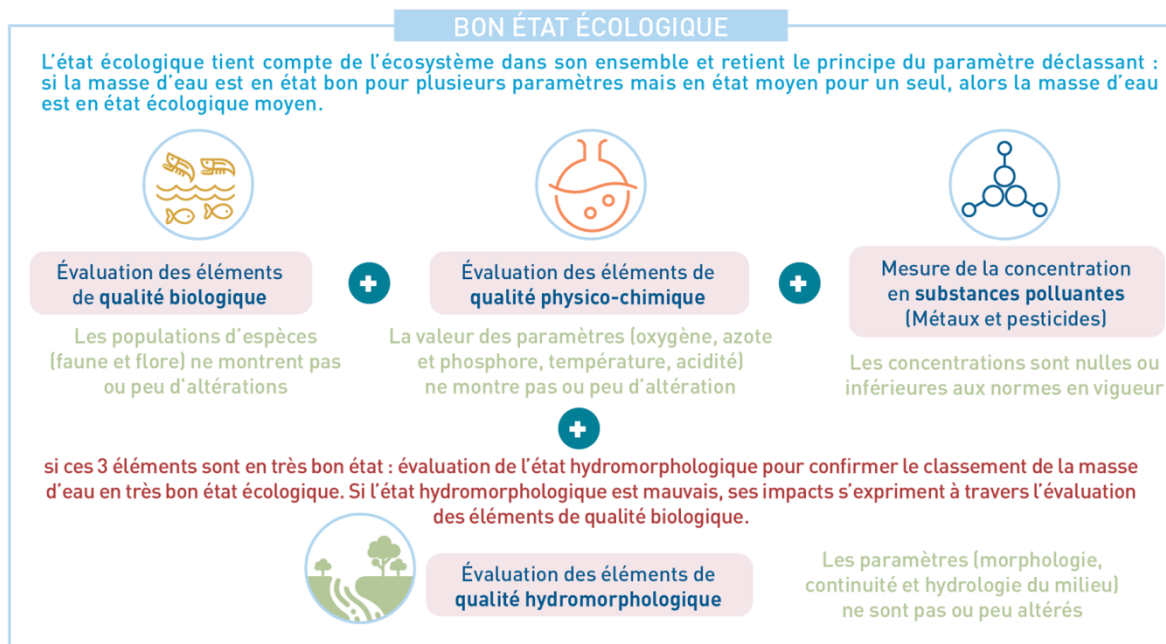 BON ÉTAT ÉCOLOGIQUE
L’état écologique tient compte de l’écosystème dans son ensemble et retient le principe du paramètre déclassant :
si la masse d’eau est en état bon pour plusieurs paramètres mais en état moyen pour un seul, alors la masse d’eau
est en état écologique moyen.
Évaluation des éléments
de qualité biologique
Les populations d’espèces
(faune et flore) ne montrent pas
ou peu d’altérations
+
Évaluation des éléments de
qualité physico-chimique
La valeur des paramètres (oxygène, azote
et phosphore, température, acidité)
ne montre pas ou peu d’altération
+
Mesure de la concentration
en substances polluantes
(Métaux et pesticides)
Les concentrations sont nulles ou
inférieures aux normes en vigueur
+
si ces 3 éléments sont en très bon état : évaluation de l’état hydromorphologique pour confirmer le classement de la masse
d’eau en très bon état écologique. Si l’état hydromorphologique est mauvais, ses impacts s’expriment à travers l’évaluation
des éléments de qualité biologique.
Évaluation des éléments de
qualité hydromorphologique
Les paramètres (morphologie,
continuité et hydrologie du milieu)
ne sont pas ou peu altérés